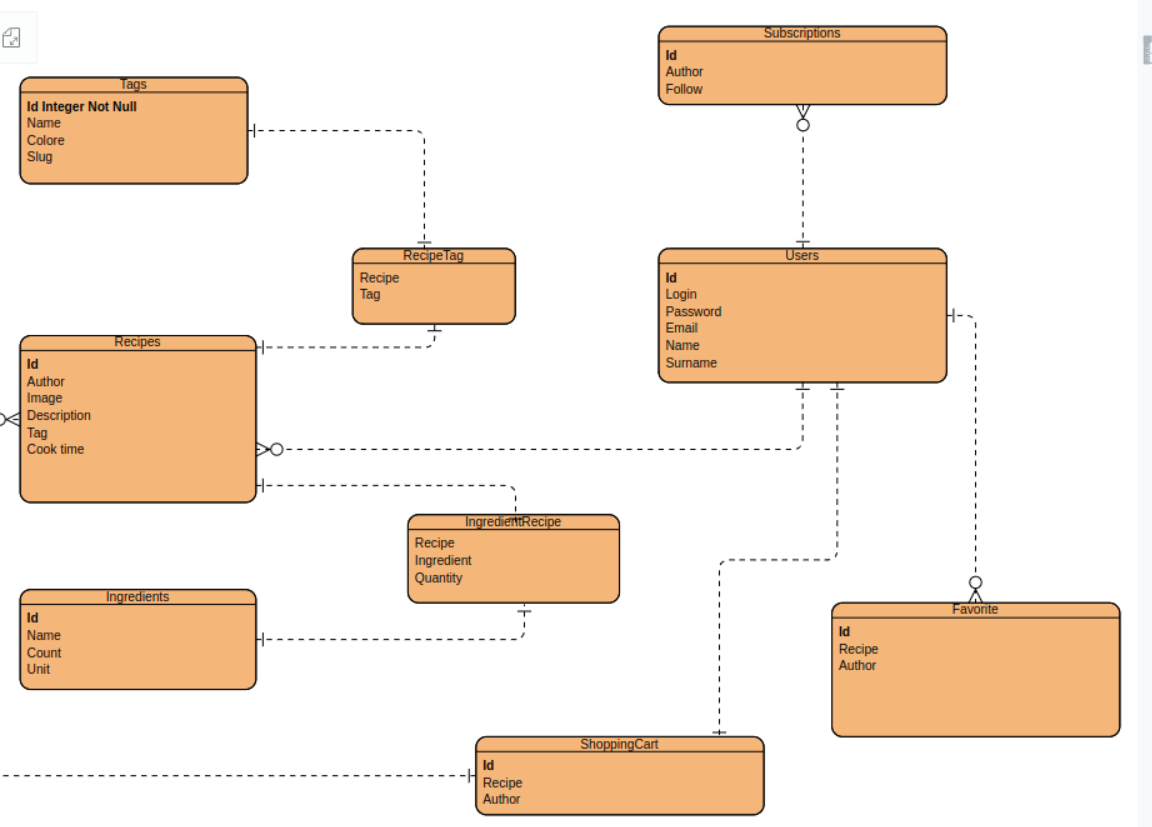 Subscriptions
Id
Author
Follow
Tags
Id Integer Not Null
Name
Colore
Slug
RecipeTag
Recipe
Tag
Users
Id
Login
Password
Email
Name
Surname
Recipes
Id
Author
Image
Description
Tag
Cook time
IngredientRecipe
Recipe
Ingredient
Quantity
Ingredients
Id
Name
Count
Unit
Favorite
Id
Recipe
Author
ShoppingCart
Id
Recipe
Author